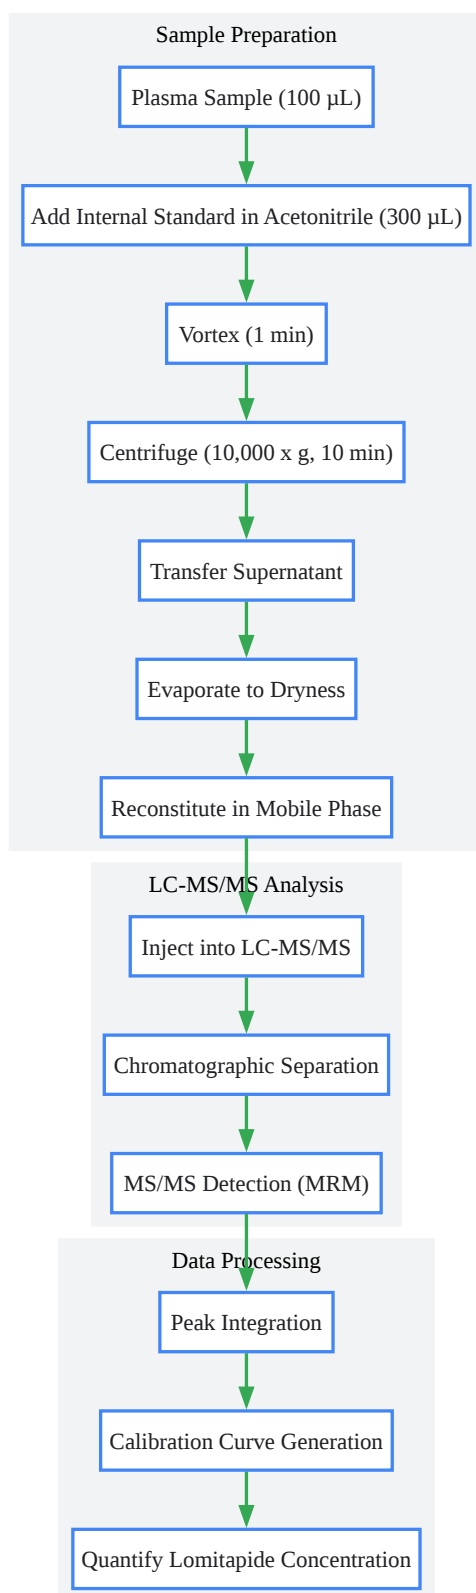 Sample Preparation
Plasma Sample (100 µL)
Add Internal Standard in Acetonitrile (300 µL)
Vortex (1 min)
Centrifuge (10,000 x g, 10 min)
Transfer Supernatant
Evaporate to Dryness
Reconstitute in Mobile Phase
LC-MS/MS Analysis
Inject into LC-MS/MS
Chromatographic Separation
MS/MS Detection (MRM)
Data Processing
Peak Integration
Calibration Curve Generation
Quantify Lomitapide Concentration